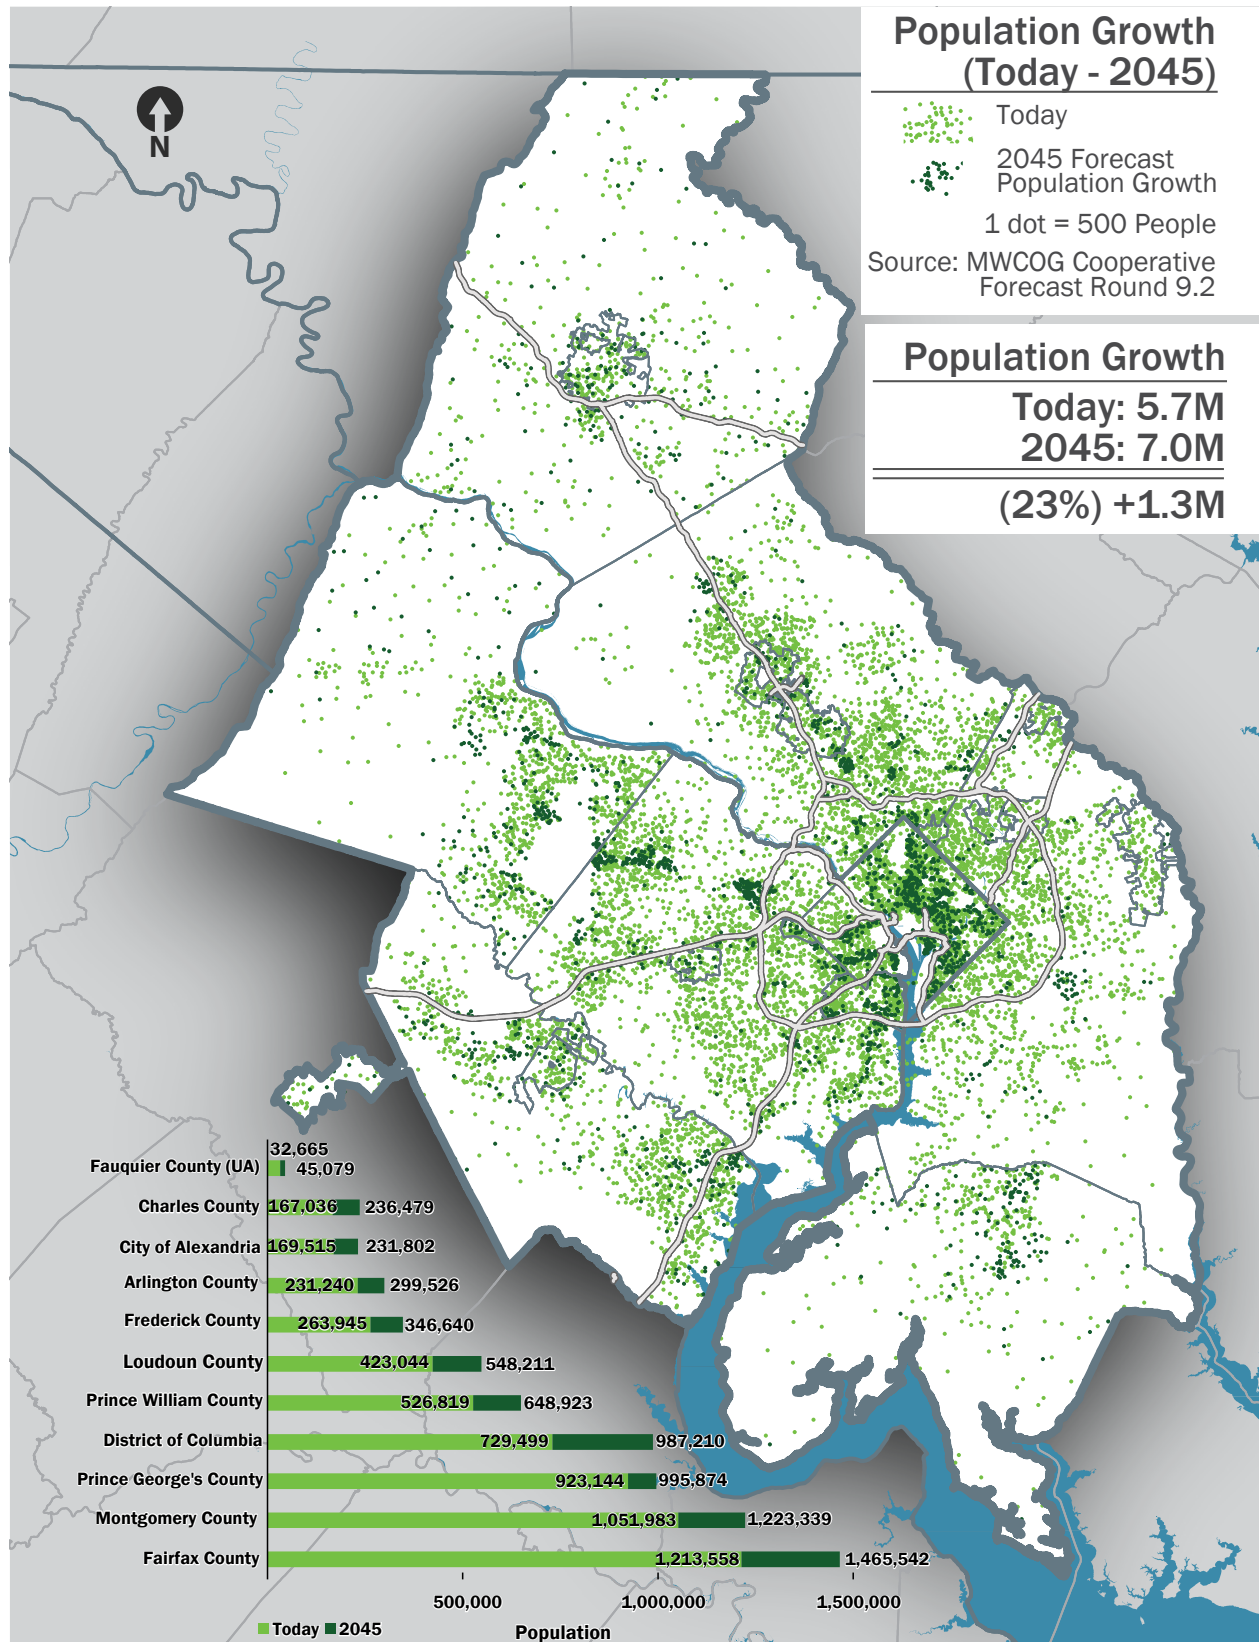 Population Growth
(Today - 2045)
Today
2045 Forecast
Population Growth
1 dot = 500 People
Source: MWCOG Cooperative
Forecast Round 9.2
N
Population Growth
Today: 5.7M
2045: 7.0M
(23%) +1.3M
32,665
Fauquier County (UA) 45,079
Charles County 167,036 236,479
City of Alexandria 169,515 231,802
Arlington County 231,240 299,526
Frederick County 263,945 346,640
Loudoun County 423,044 548,211
Prince William County 526,819 648,923
District of Columbia 729,499 987,210
Prince George's County 923,144 995,874
Montgomery County 1,051,983 1,223,339
Fairfax County 1,213,558 1,465,542
500,000 1,000,000 1,500,000
Today 2045
Population